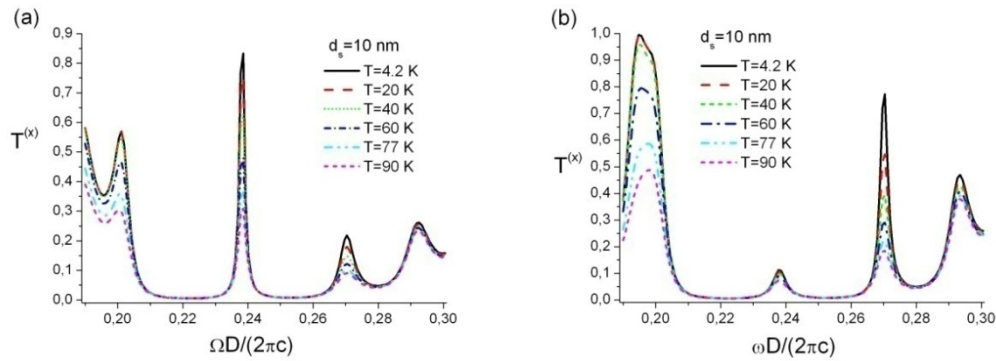 (a)
d_s=10 nm
T=4.2 K
T=20 K
T=40 K
T=60 K
T=77 K
T=90 K
T^(x)
0,9
0,8
0,7
0,6
0,5
0,4
0,3
0,2
0,1
0,0
0,20 0,22 0,24 0,26 0,28 0,30
ΩD/(2πc)
(b)
d_s=10 nm
T=4.2 K
T=20 K
T=40 K
T=60 K
T=77 K
T=90 K
T^(x)
1,0
0,9
0,8
0,7
0,6
0,5
0,4
0,3
0,2
0,1
0,0
0,20 0,22 0,24 0,26 0,28 0,30
ωD/(2πc)